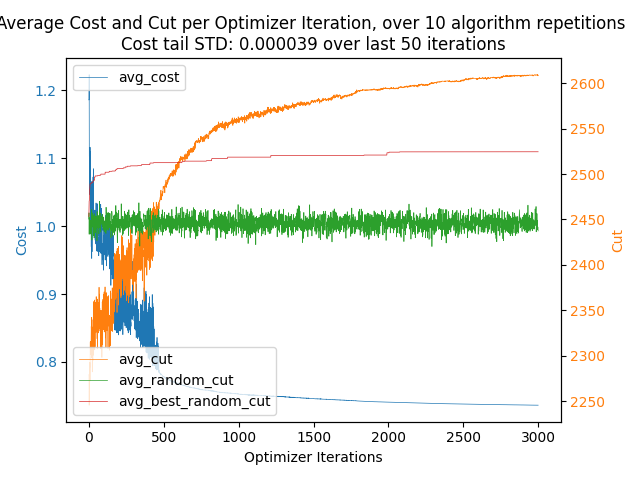 Average Cost and Cut per Optimizer Iteration, over 10 algorithm repetitions
Cost tail STD: 0.000039 over last 50 iterations
avg_cost
1.2
1.1
1.0
0.9
0.8
Cost
2600
2550
2500
2450
2400
2350
2300
2250
Cut
avg_cut
avg_random_cut
avg_best_random_cut
0
500
1000
1500
2000
2500
3000
Optimizer Iterations